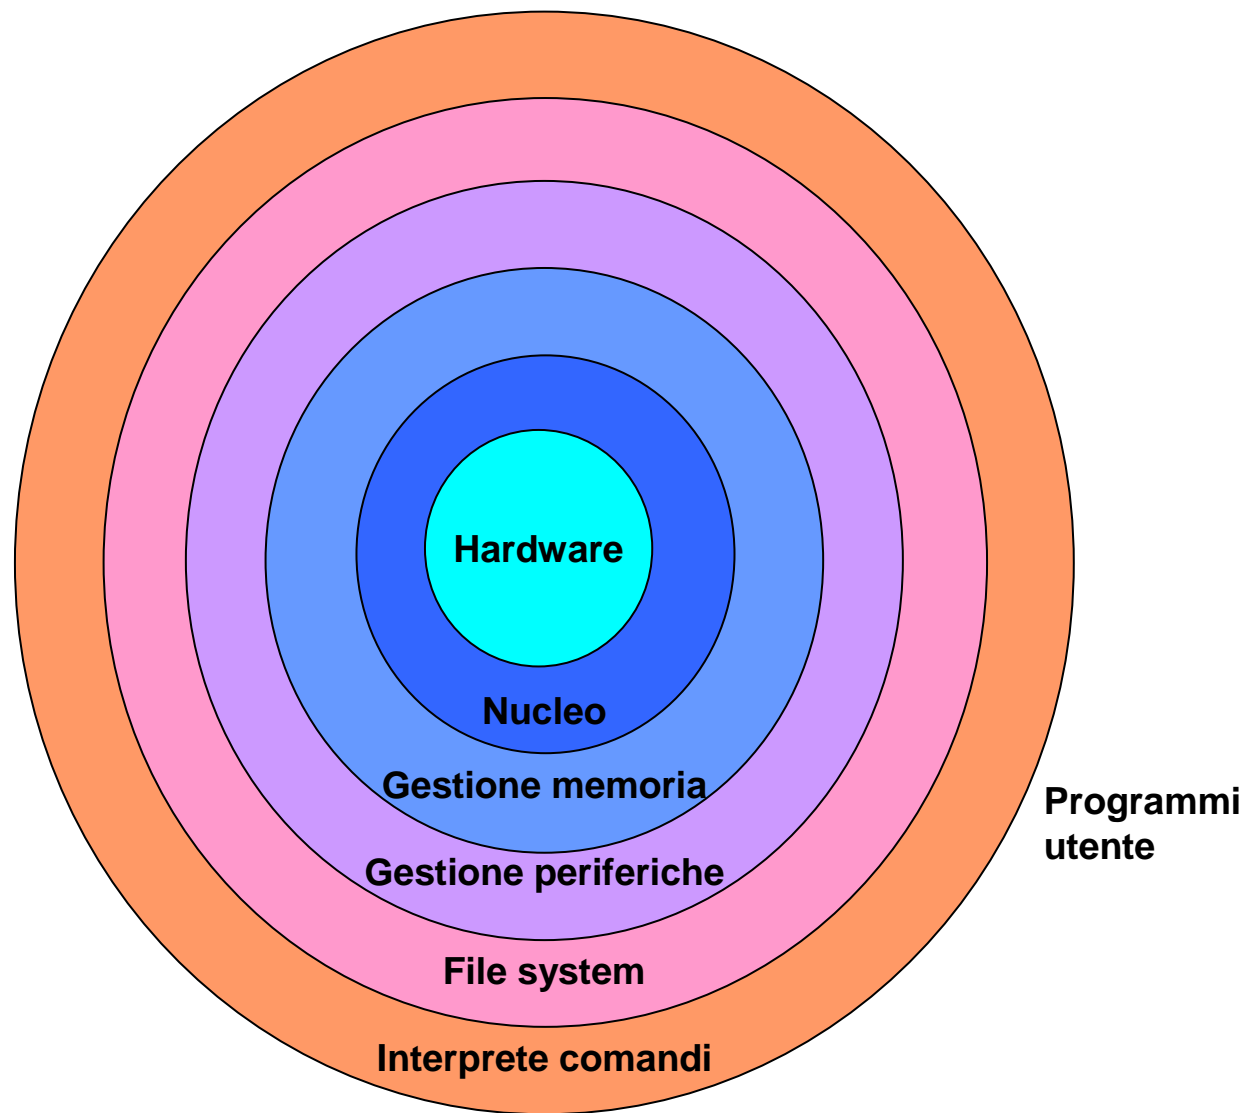 Hardware
Nucleo
Gestione memoria
Programmi
utente
Gestione periferiche
File system
Interprete comandi